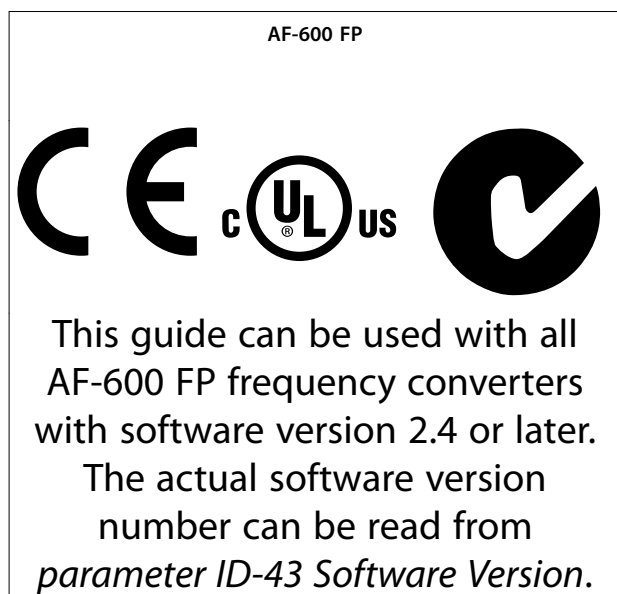 AF-600 FP
CE c UL ® US
This guide can be used with all
AF-600 FP frequency converters
with software version 2.4 or later.
The actual software version
number can be read from
parameter ID-43 Software Version.